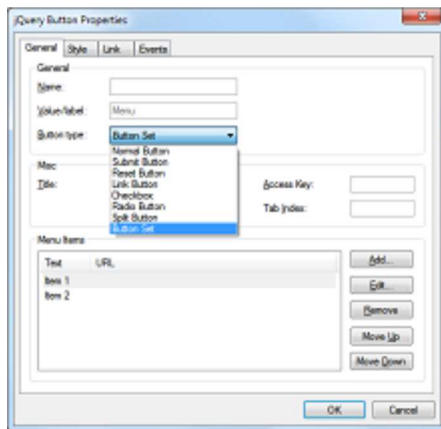 jQuery Button Properties
General Style Link Events
General
Name:
Value/label: Menu
Button type: Button Set
Normal Button
Submit Button
Reset Button
Link Button
Checkbox
Radio Button
Split Button
Button Set
Misc
Title:
Access Key:
Tab Index:
Menu Items
Text URL
Item 1
Item 2
Add...
Edit...
Remove
Move Up
Move Down
OK Cancel